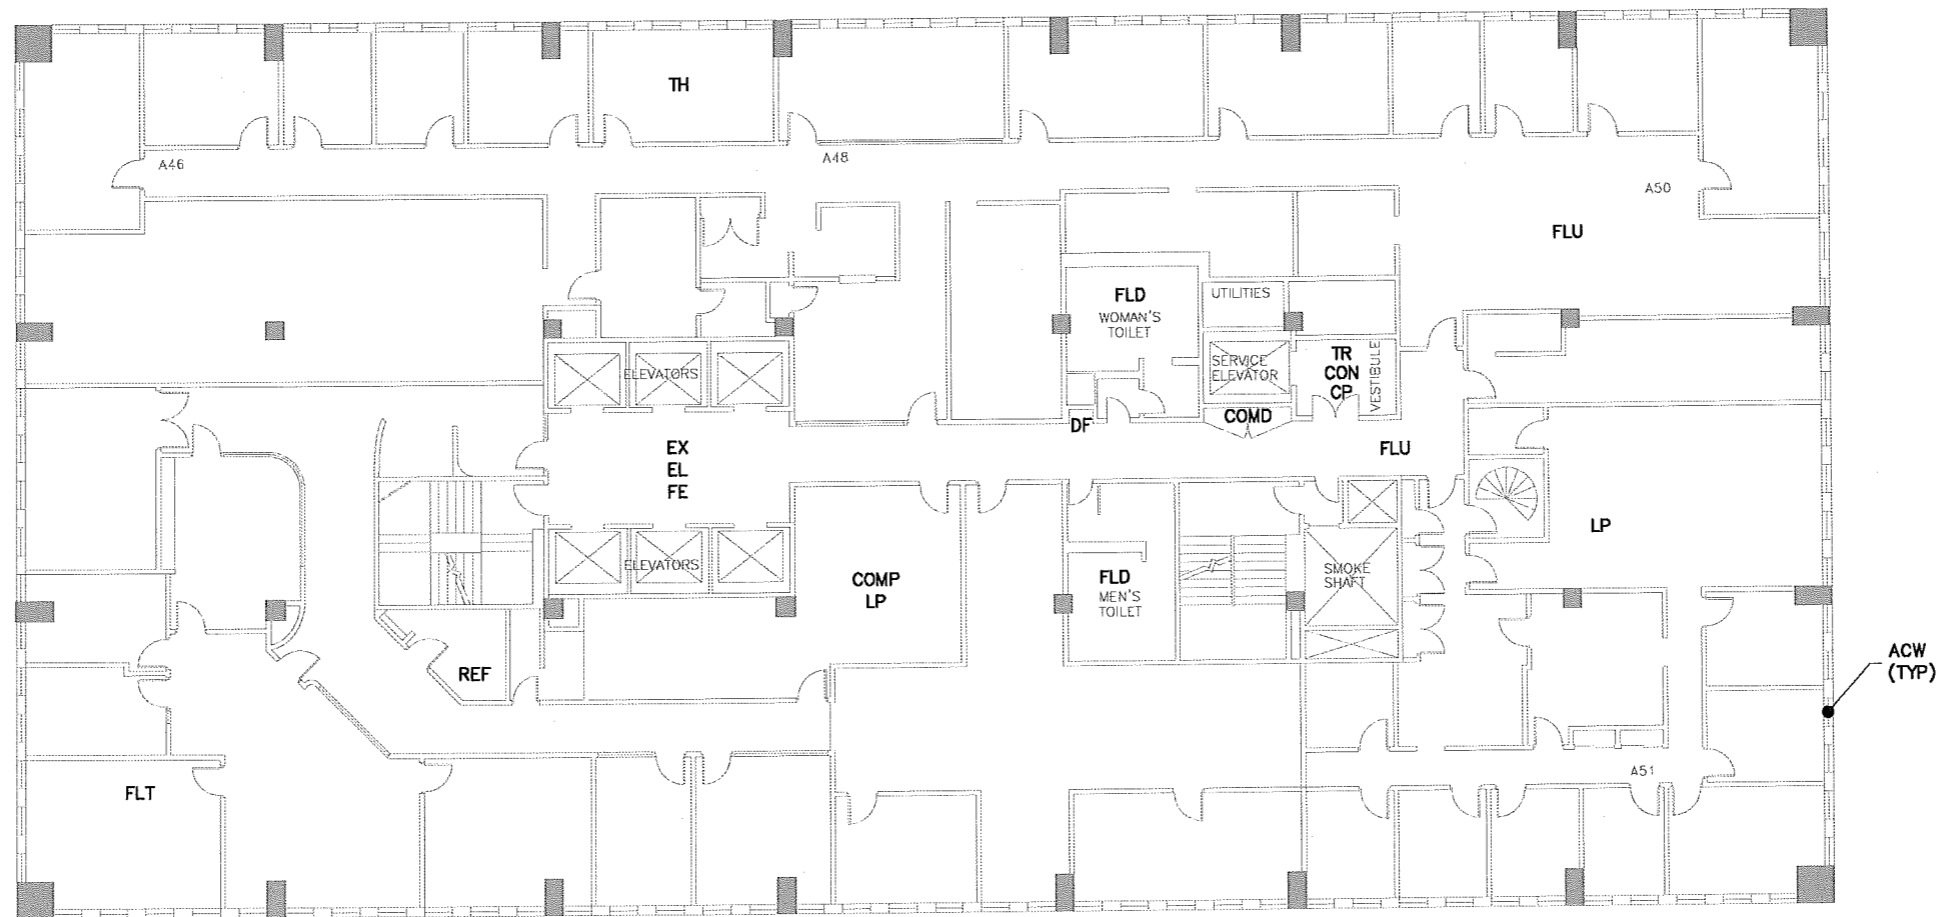 TH
A46
A48
A50
FLU
FLD
WOMAN'S
TOILET
UTILITIES
ELEVATORS
SERVICE
ELEVATOR
TR
CON
CP
VESTIBULE
COMD
DF
EX
EL
FE
FLU
LP
ELEVATORS
COMP
LP
FLD
MEN'S
TOILET
SMOKE
SHAFT
REF
ACW
(TYP)
A51
FLT